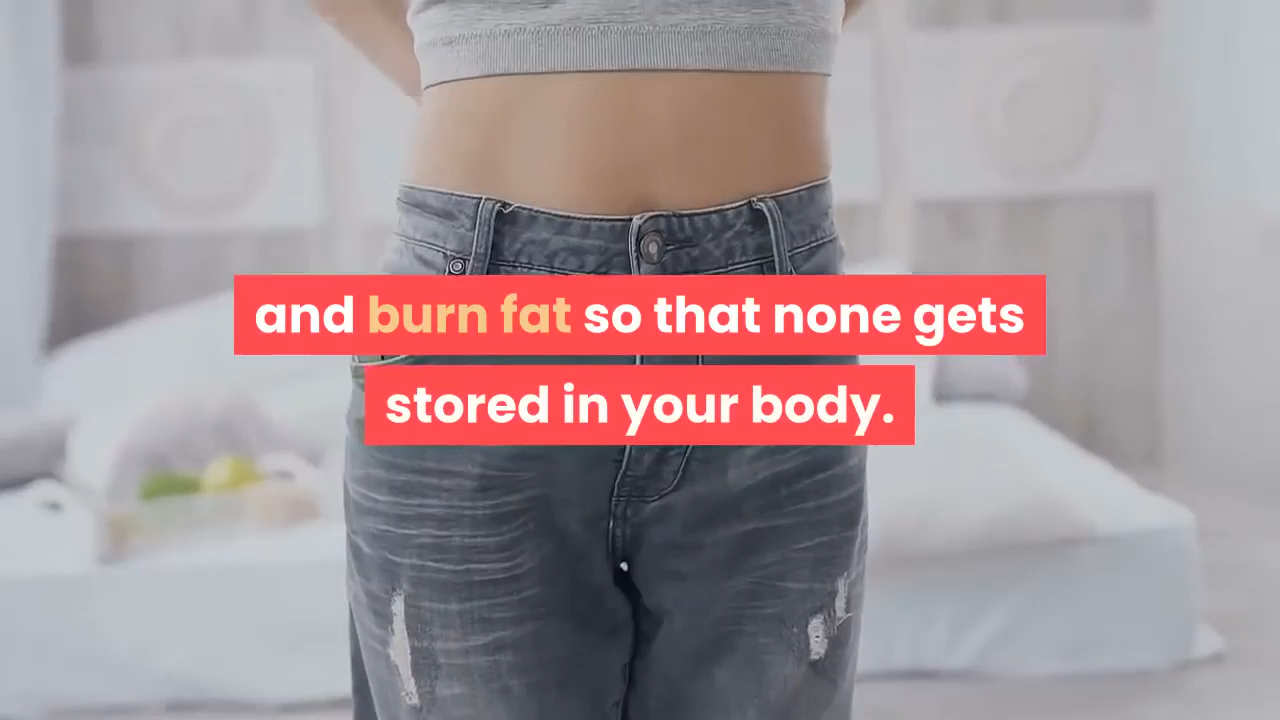 and burn fat so that none gets
stored in your body.